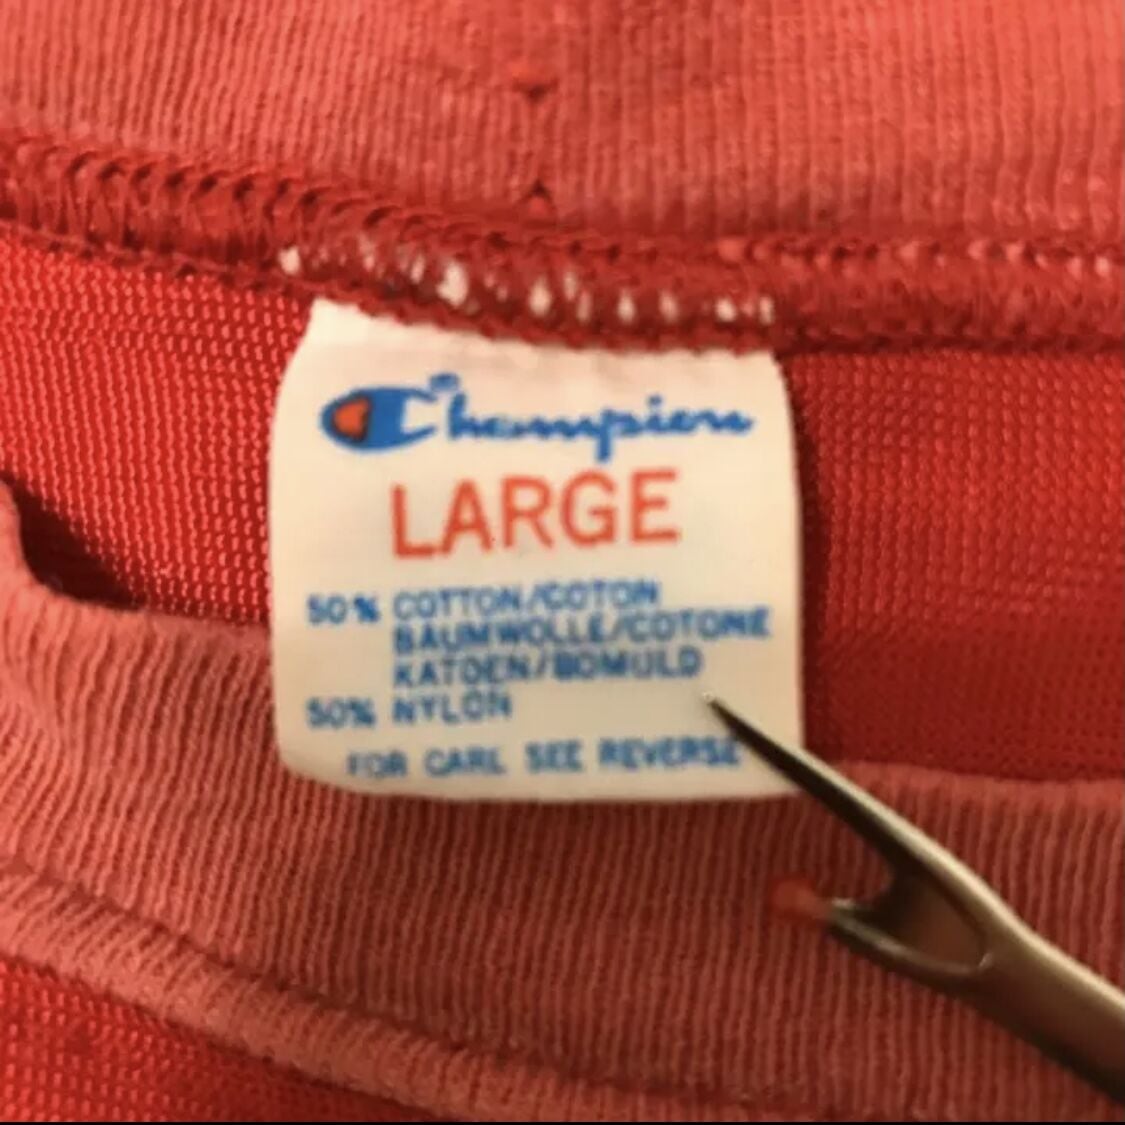 Champion
LARGE
50% COTTON/COTON
BAUMWOLLE/COTONE
KATOEN/BOMULD
50% NYLON
FOR CARE SEE REVERSE